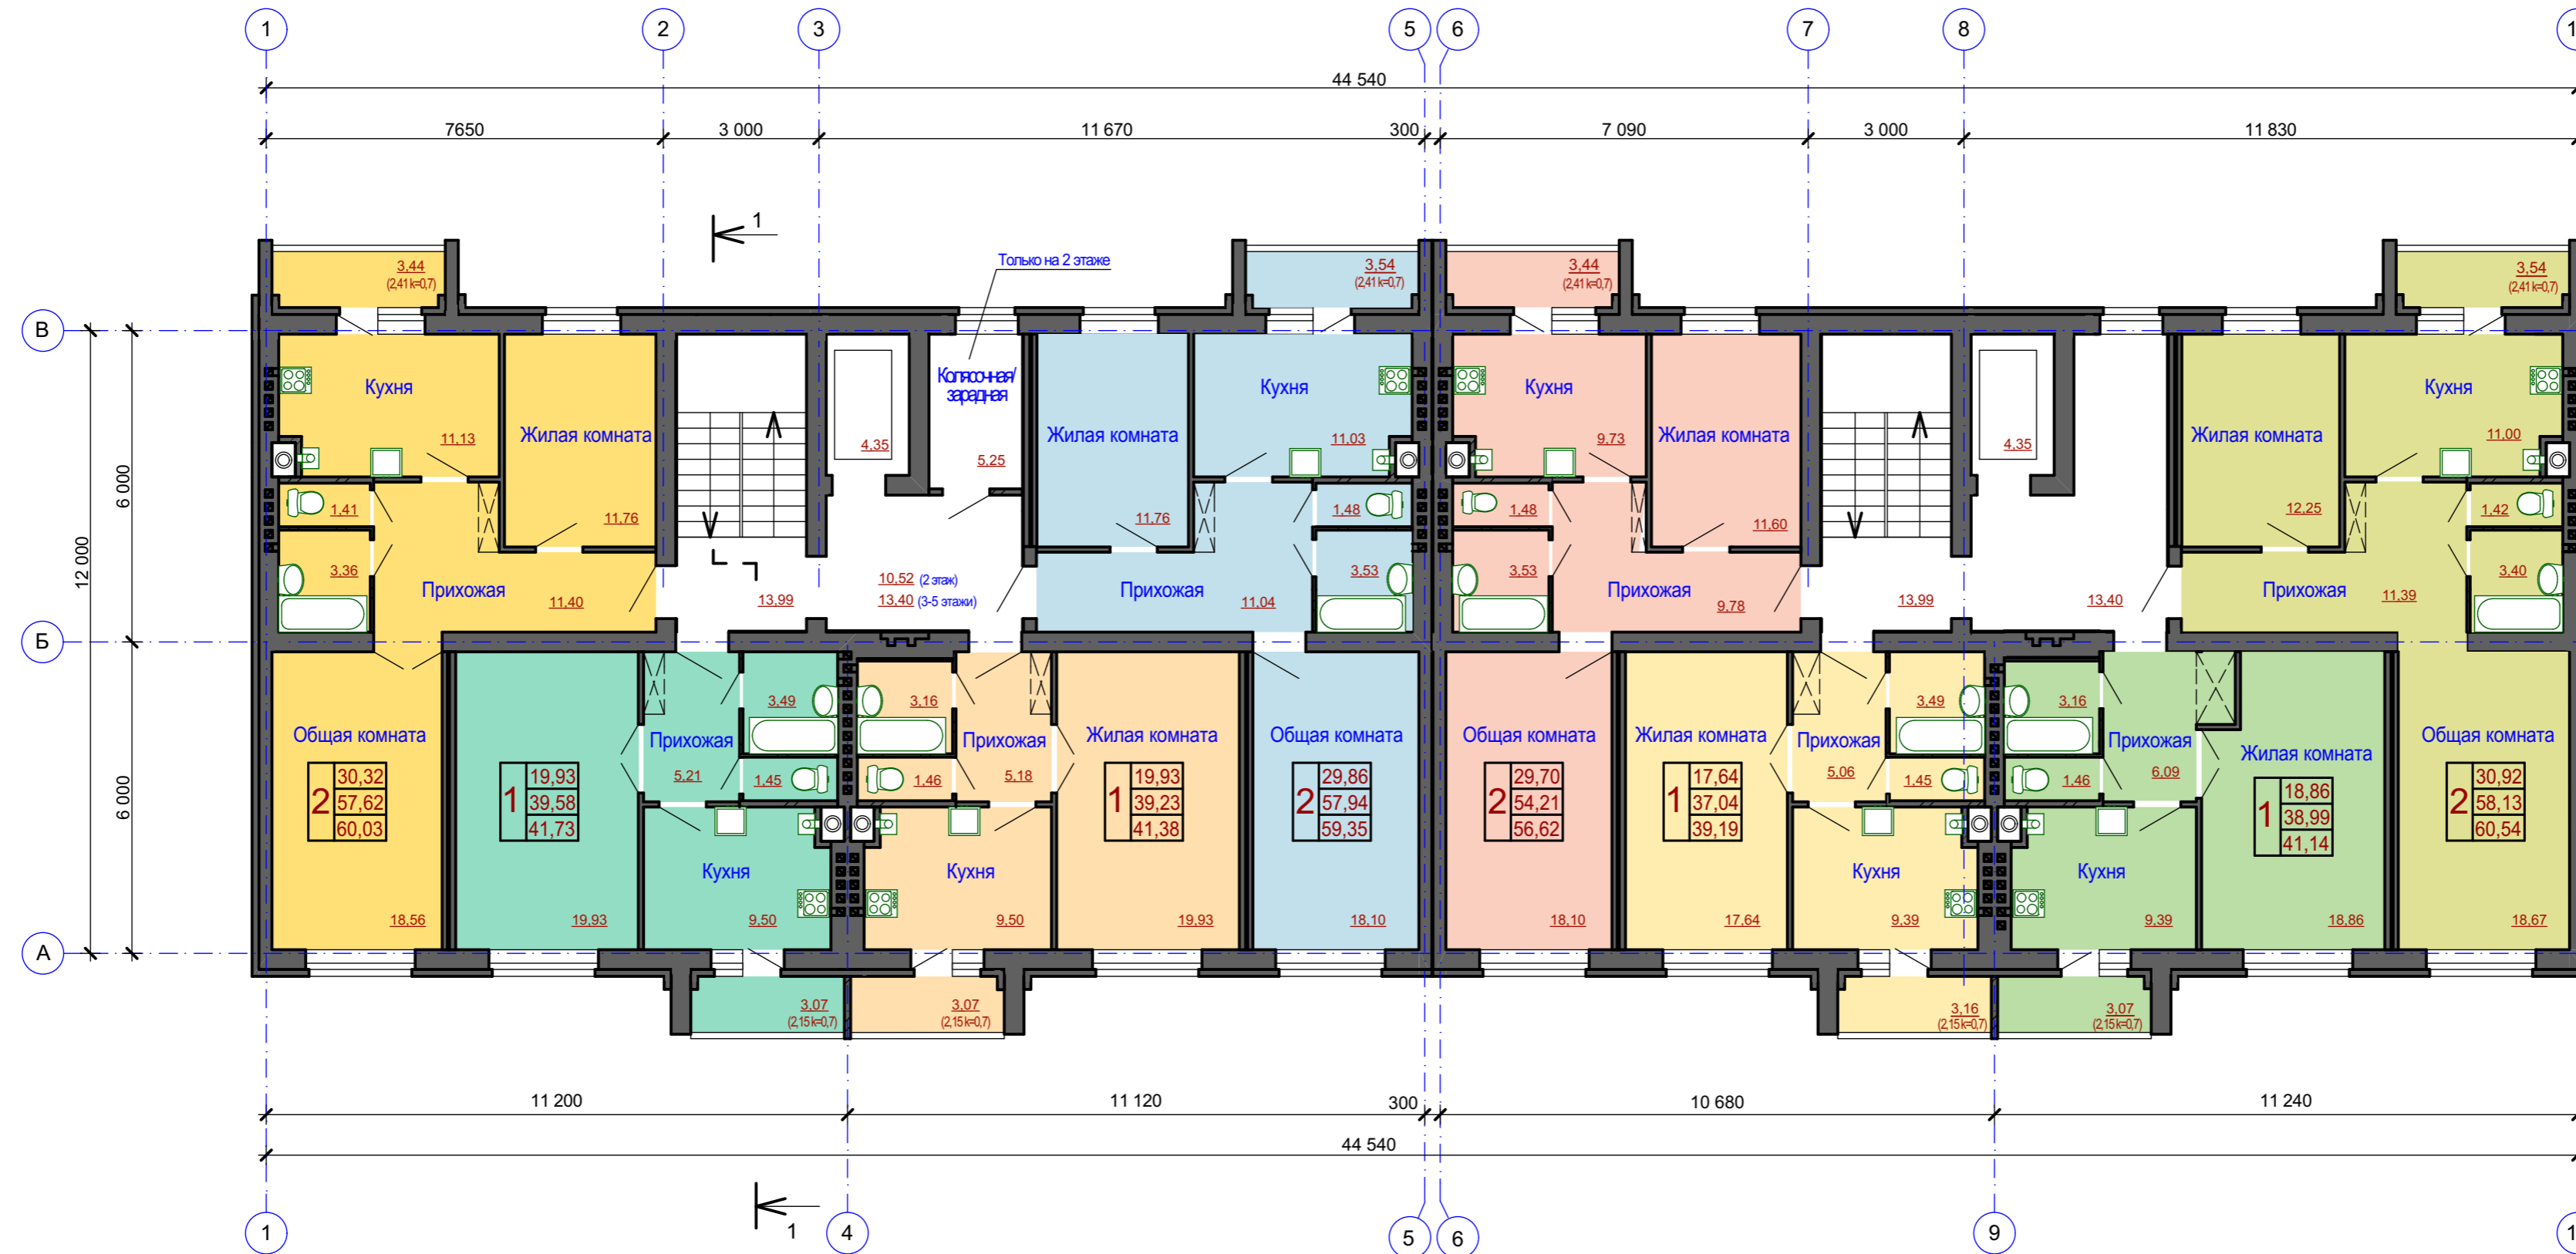 1 2 3 5 6 7 8 1
44 540
7650 3 000 11 670 300 7 090 3 000 11 830
1
Только на 2 этаже
3,44
(2,41 k=0,7)
3,54
(2,41 k=0,7)
3,44
(2,41 k=0,7)
3,54
(2,41 k=0,7)
В
Кухня
11,13
Жилая комната
11,76
4,35
Колясочная/
зарадная
5,25
Жилая комната
11,76
Кухня
11,03
Кухня
9,73
Жилая комната
11,60
4,35
Жилая комната
12,25
Кухня
11,00
12 000
6 000
1,41
3,36
Прихожая
11,40
13,99
10,52 (2 этаж)
13,40 (3-5 этажи)
Прихожая
11,04
1,48
3,53
1,48
3,53
Прихожая
9,78
13,99
13,40
Прихожая
11,39
1,42
3,40
Б
6 000
Общая комната
2
30,32
57,62
60,03
18,56
1
19,93
39,58
41,73
19,93
Прихожая
5,21
3,49
1,45
Кухня
9,50
3,16
1,46
Прихожая
5,18
Кухня
9,50
Жилая комната
1
19,93
39,23
41,38
19,93
Общая комната
2
29,86
57,94
59,35
18,10
Общая комната
2
29,70
54,21
56,62
18,10
Жилая комната
1
17,64
37,04
39,19
17,64
Прихожая
5,06
3,49
1,45
Кухня
9,39
3,16
1,46
Прихожая
6,09
Кухня
9,39
Жилая комната
1
18,86
38,99
41,14
18,86
Общая комната
2
30,92
58,13
60,54
18,67
А
3,07
(2,15 k=0,7)
3,07
(2,15 k=0,7)
3,16
(2,15 k=0,7)
3,07
(2,15 k=0,7)
11 200 11 120 300 10 680 11 240
44 540
1
1 4 5 6 9 1